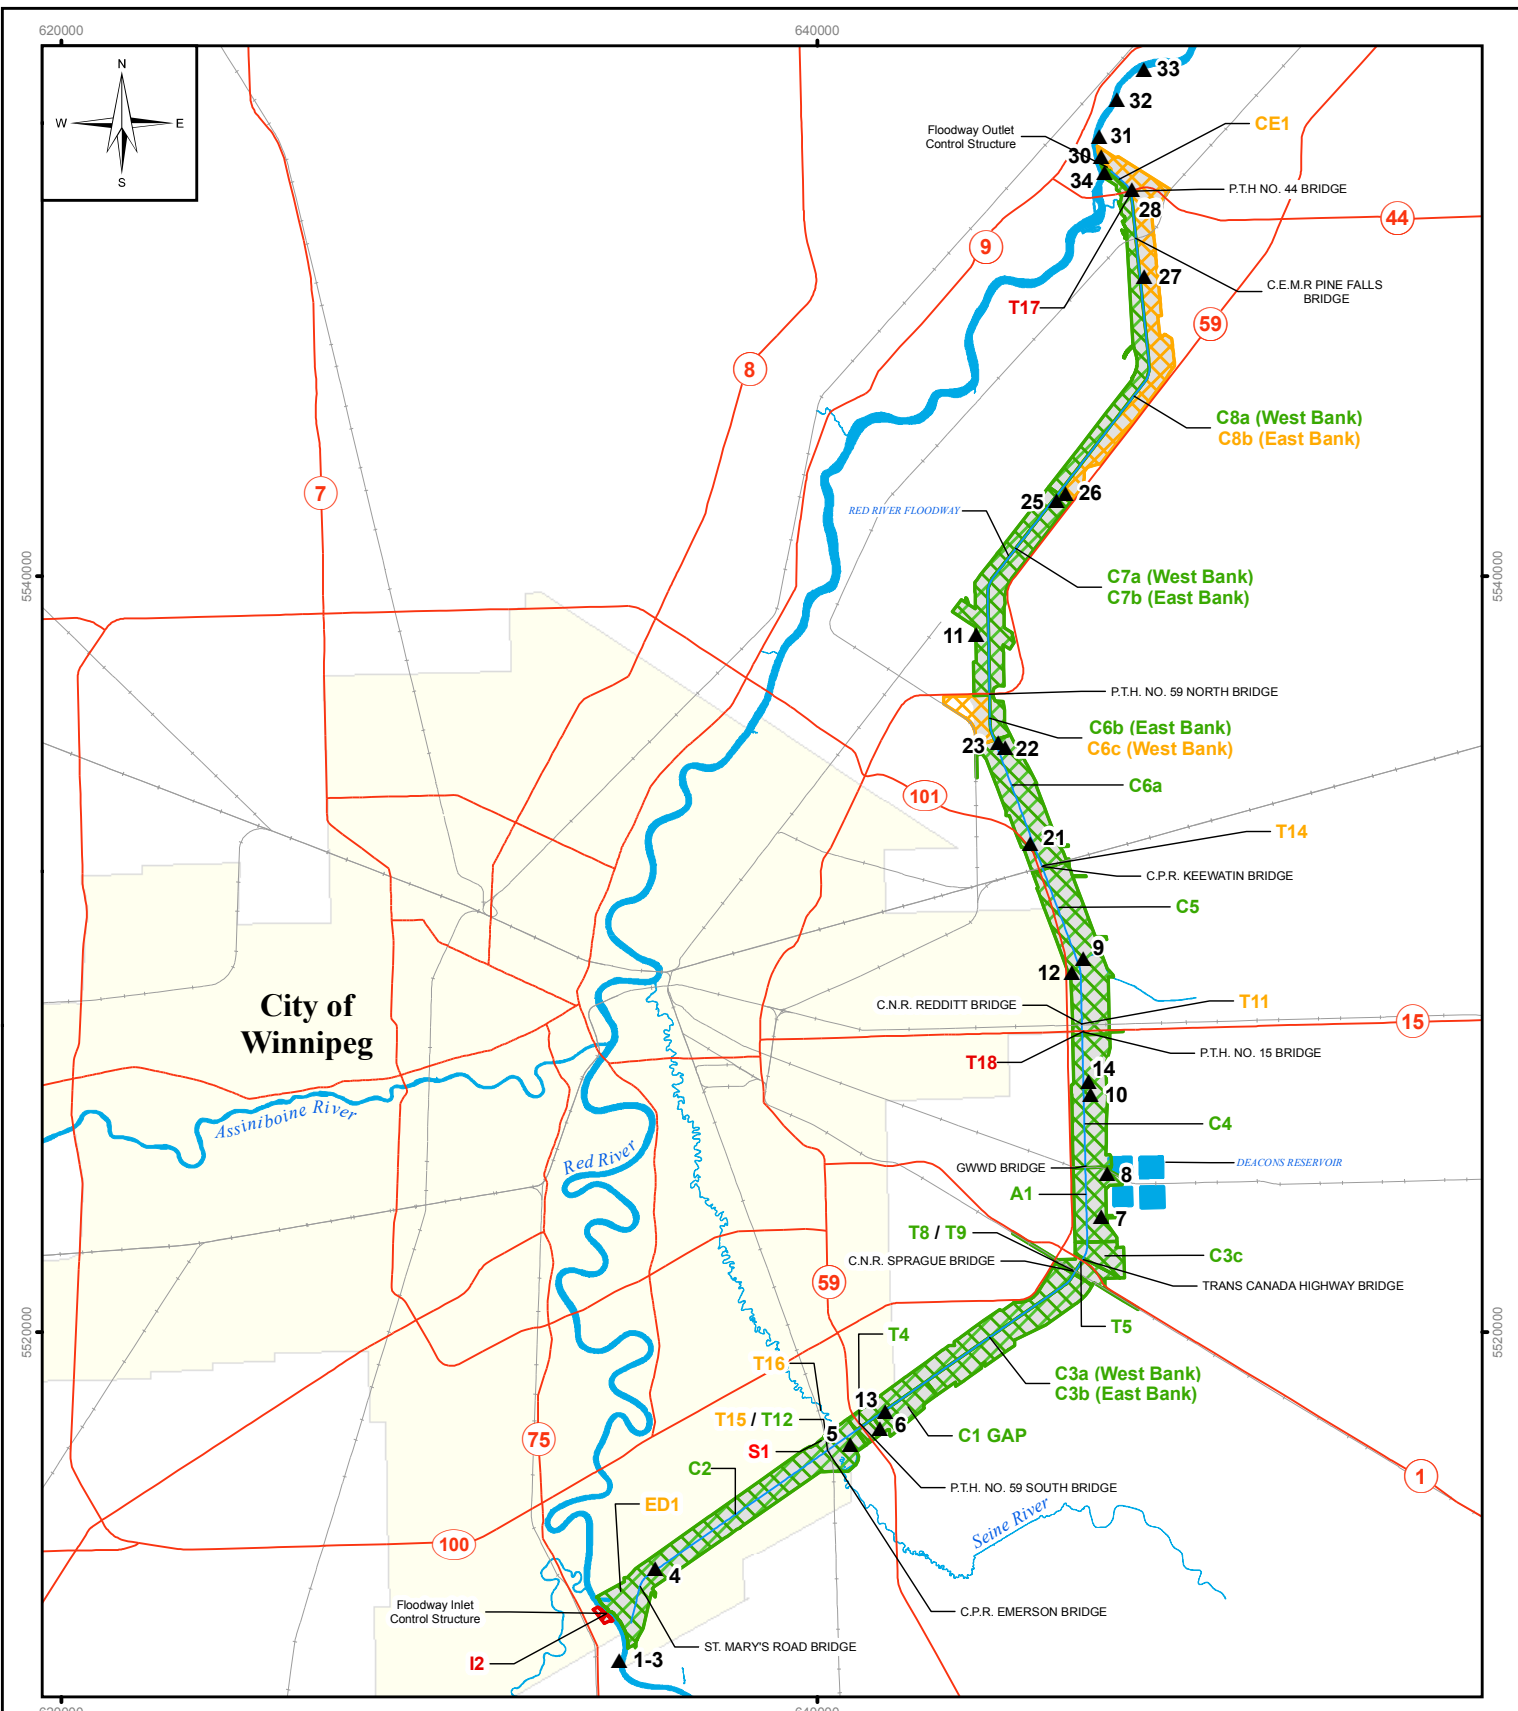 620000
640000
N
W
E
S
33
32
CE1
31
Floodway Outlet
Control Structure
30
34
P.T.H NO. 44 BRIDGE
28
44
9
27
C.E.M.R PINE FALLS
BRIDGE
T17
59
8
C8a (West Bank)
C8b (East Bank)
7
26
25
RED RIVER FLOODWAY
5540000
5540000
C7a (West Bank)
C7b (East Bank)
11
P.T.H. NO. 59 NORTH BRIDGE
C6b (East Bank)
C6c (West Bank)
23
22
C6a
101
T14
21
C.P.R. KEEWATIN BRIDGE
C5
9
12
City of
Winnipeg
C.N.R. REDDITT BRIDGE
T11
15
P.T.H. NO. 15 BRIDGE
T18
14
10
Assiniboine River
C4
Red River
GWWD BRIDGE
DEACONS RESERVOIR
8
A1
7
T8 / T9
C.N.R. SPRAGUE BRIDGE
C3c
59
TRANS CANADA HIGHWAY BRIDGE
5520000
5520000
T5
T4
T16
C3a (West Bank)
C3b (East Bank)
13
T15 / T12
6
5
C1 GAP
75
S1
C2
1
P.T.H. NO. 59 SOUTH BRIDGE
ED1
Seine River
100
4
Floodway Inlet
Control Structure
C.P.R. EMERSON BRIDGE
ST. MARY'S ROAD BRIDGE
I2
1-3
620000
640000